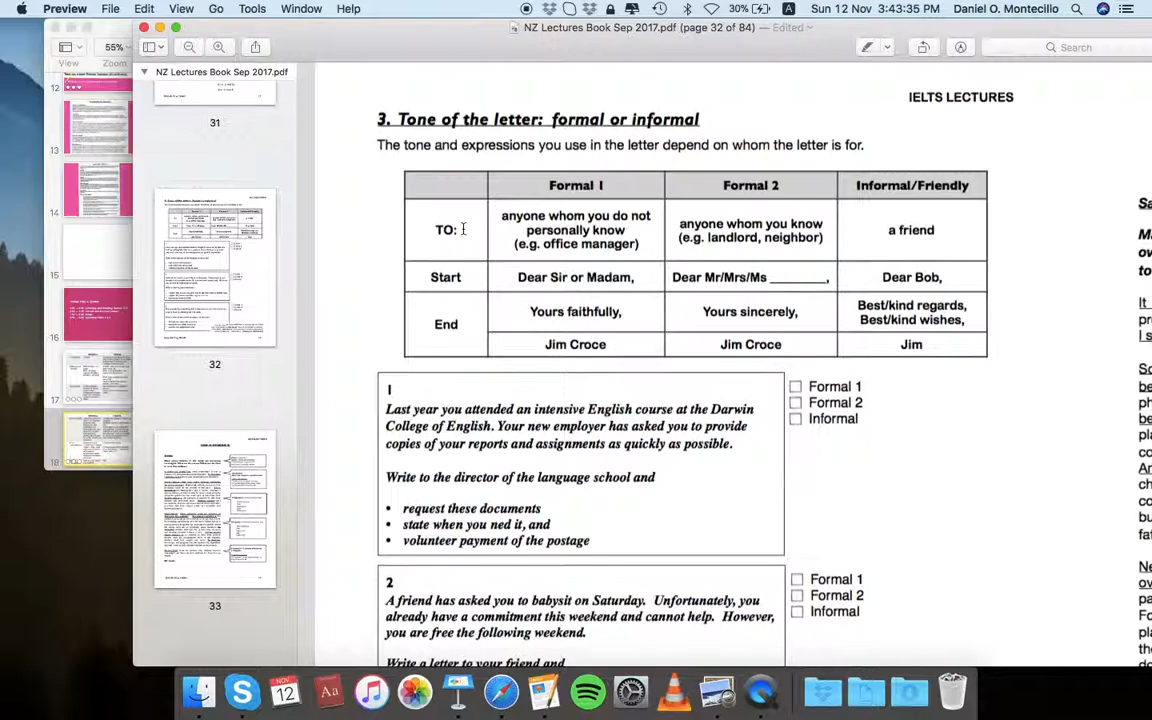 Preview File Edit View Go Tools Window Help 30% A Sun 12 Nov 3:43:35 PM Daniel O. Montecillo
NZ Lectures Book Sep 2017.pdf (page 32 of 84) — Edited
55%
View Zoom
Search
NZ Lectures Book Sep 2017.pdf
12
13
14
15
16
17
18
31
32
33
IELTS LECTURES
3. Tone of the letter: formal or informal
The tone and expressions you use in the letter depend on whom the letter is for.
Formal 1 Formal 2 Informal/Friendly
TO: anyone whom you do not personally know (e.g. office manager) anyone whom you know (e.g. landlord, neighbor) a friend
Start Dear Sir or Madam, Dear Mr/Mrs/Ms ________, Dear Bob,
End Yours faithfully, Yours sincerely, Best/kind regards, Best/kind wishes,
Jim Croce Jim Croce Jim
1
Last year you attended an intensive English course at the Darwin
College of English. Your new employer has asked you to provide
copies of your reports and assignments as quickly as possible.
Write to the director of the language school and
• request these documents
• state when you ned it, and
• volunteer payment of the postage
Formal 1
Formal 2
Informal
2
A friend has asked you to babysit on Saturday. Unfortunately, you
already have a commitment this weekend and cannot help. However,
you are free the following weekend.
Write a letter to your friend and
Formal 1
Formal 2
Informal
It
NOV
12
Aa